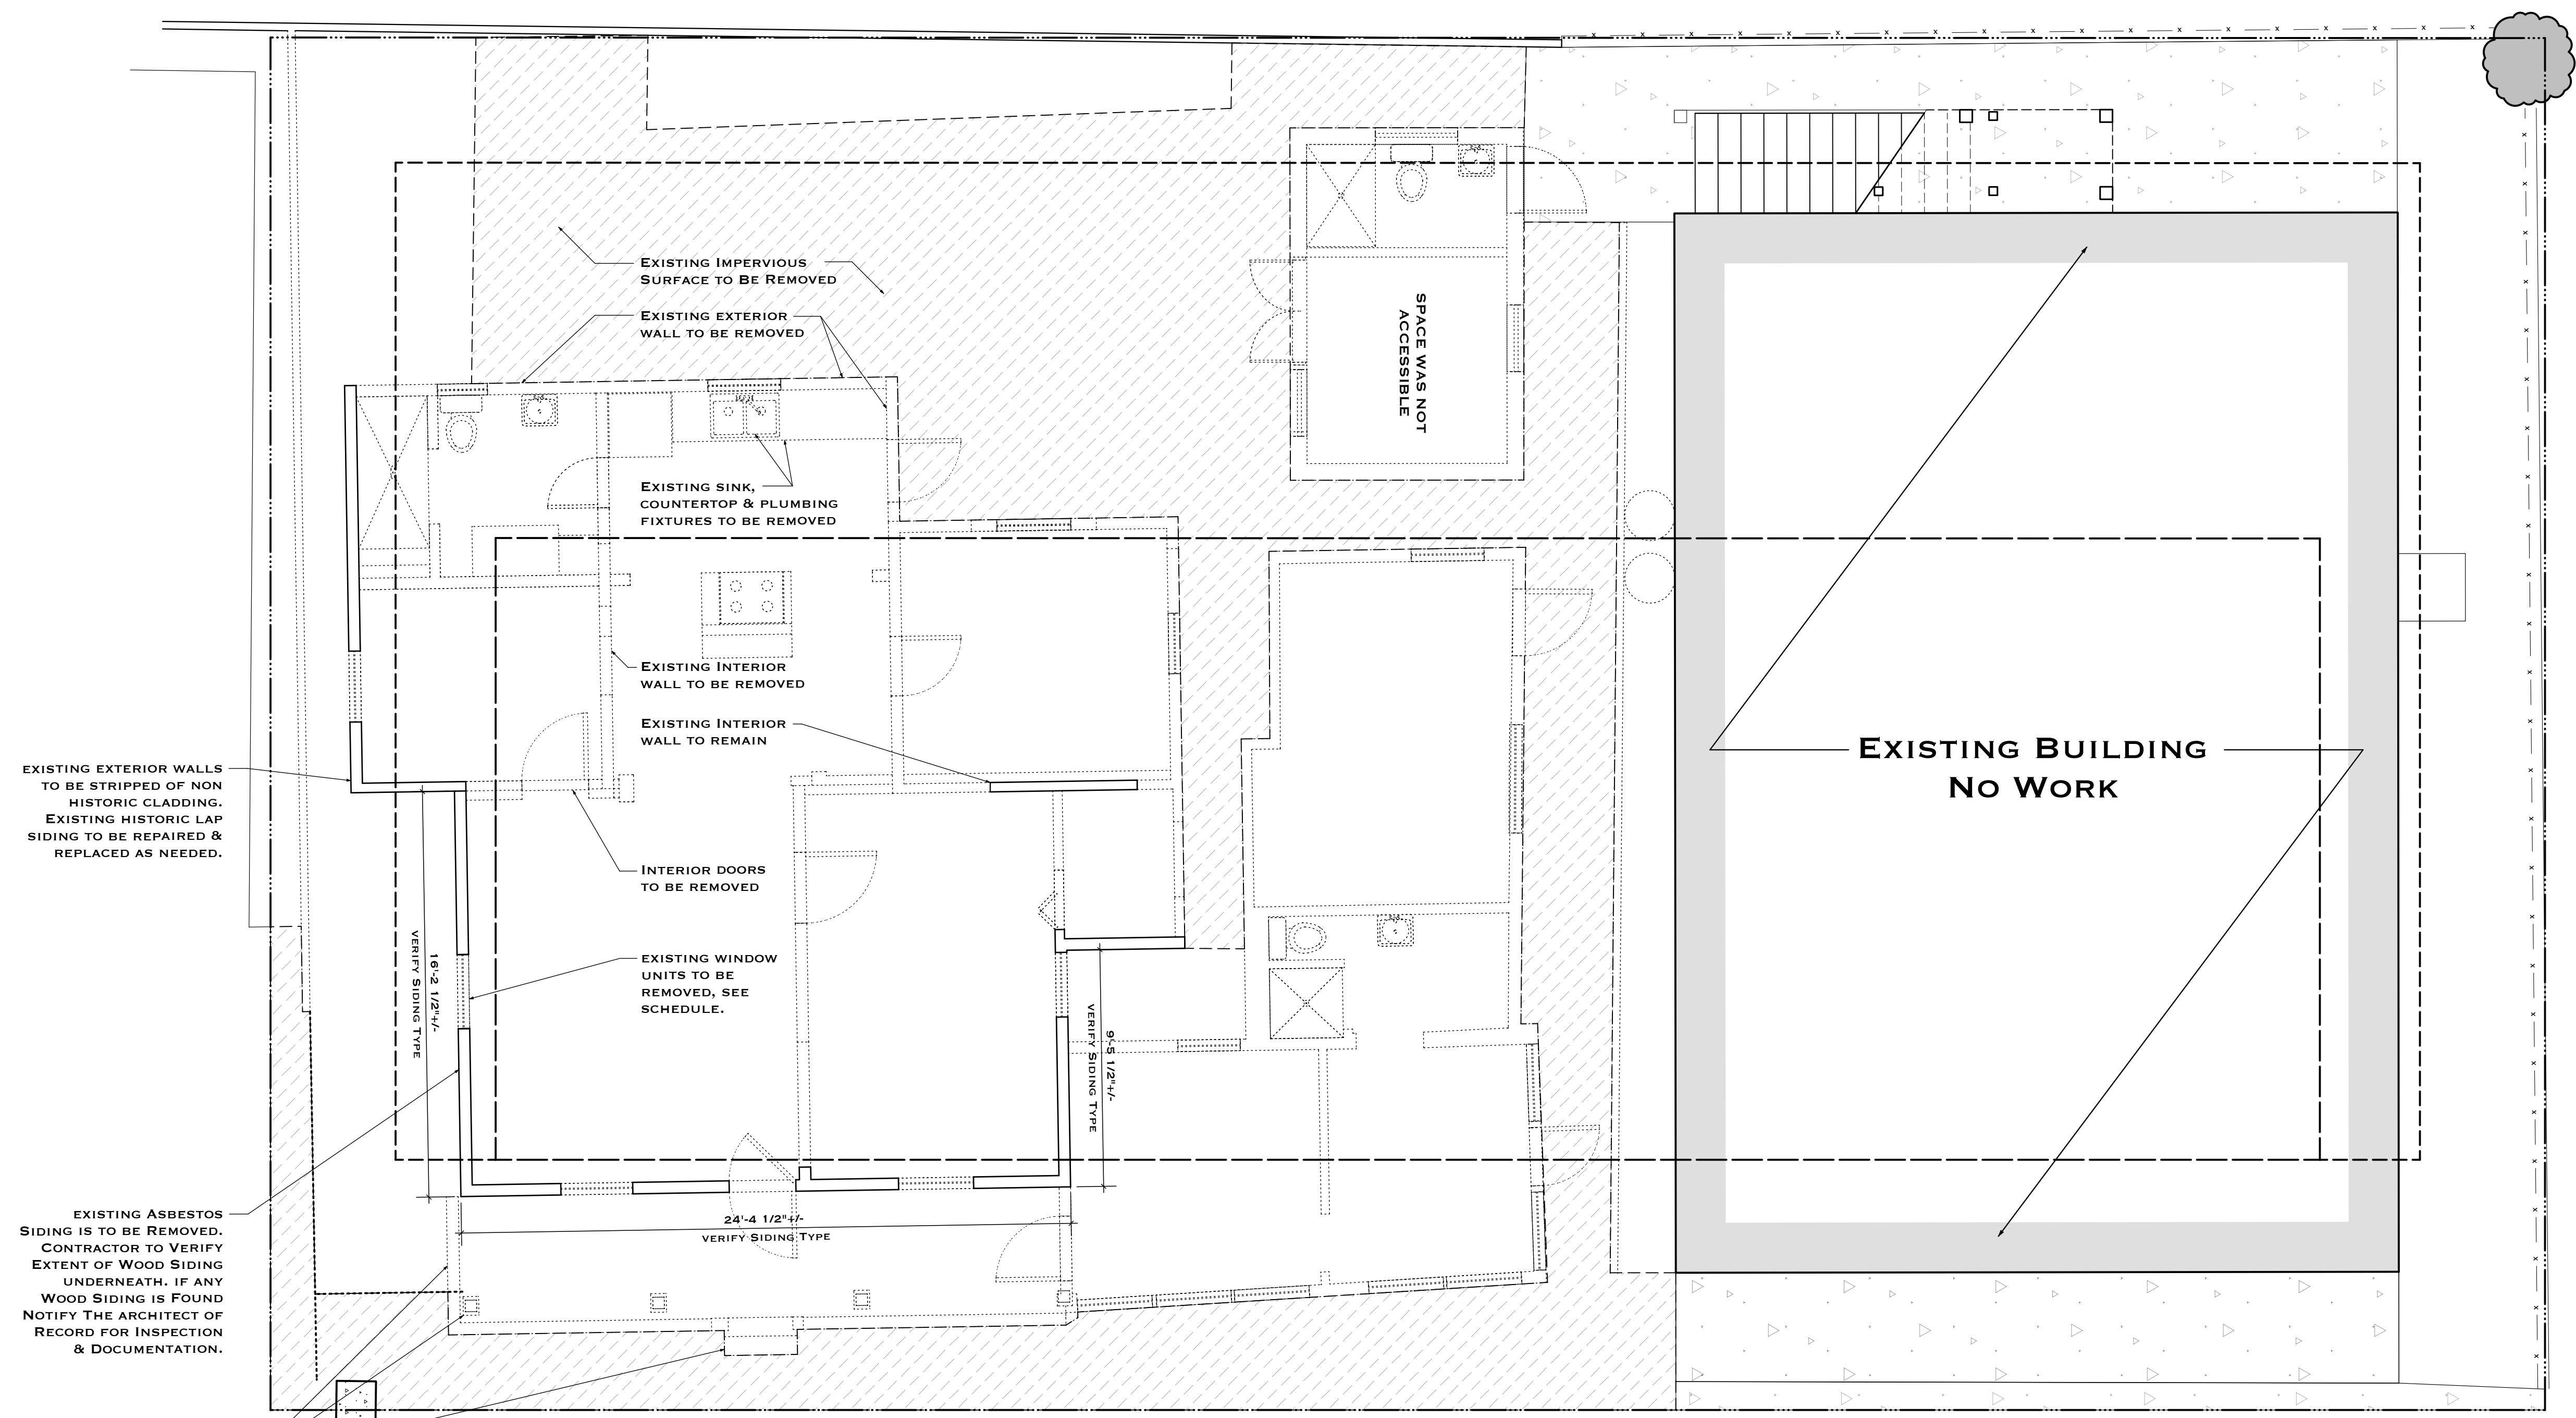 Existing Impervious
Surface to Be Removed
Existing exterior
wall to be removed
SPACE WAS NOT
ACCESSIBLE
Existing sink,
countertop & plumbing
fixtures to be removed
Existing Interior
wall to be removed
Existing Interior
wall to remain
existing exterior walls
to be stripped of non
historic cladding.
Existing historic lap
siding to be repaired &
replaced as needed.
Existing Building
No Work
Interior doors
to be removed
existing window
units to be
removed, see
schedule.
16'-2 1/2"+/-
verify Siding Type
9'-5 1/2"+/-
verify Siding Type
24'-4 1/2"+/-
verify Siding Type
existing Asbestos
Siding is to be Removed.
Contractor to Verify
Extent of Wood Siding
underneath. if any
Wood Siding is Found
Notify The architect of
Record for Inspection
& Documentation.